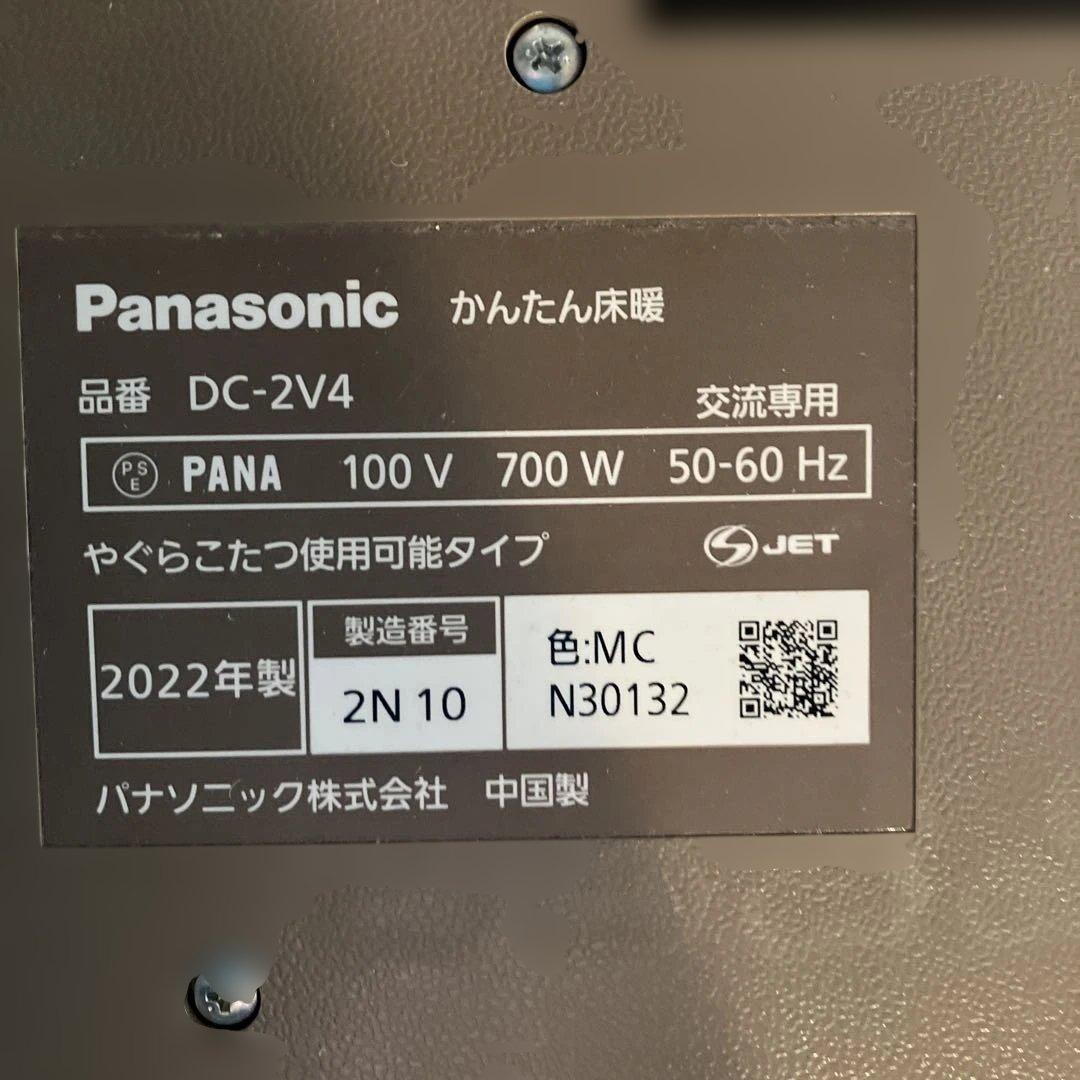 Panasonic かんたん床暖
品番 DC-2V4 交流専用
PSE PANA 100 V 700 W 50-60 Hz
やぐらこたつ使用可能タイプ JET
2022年製
製造番号
2N 10
色:MC
N30132
パナソニック株式会社 中国製